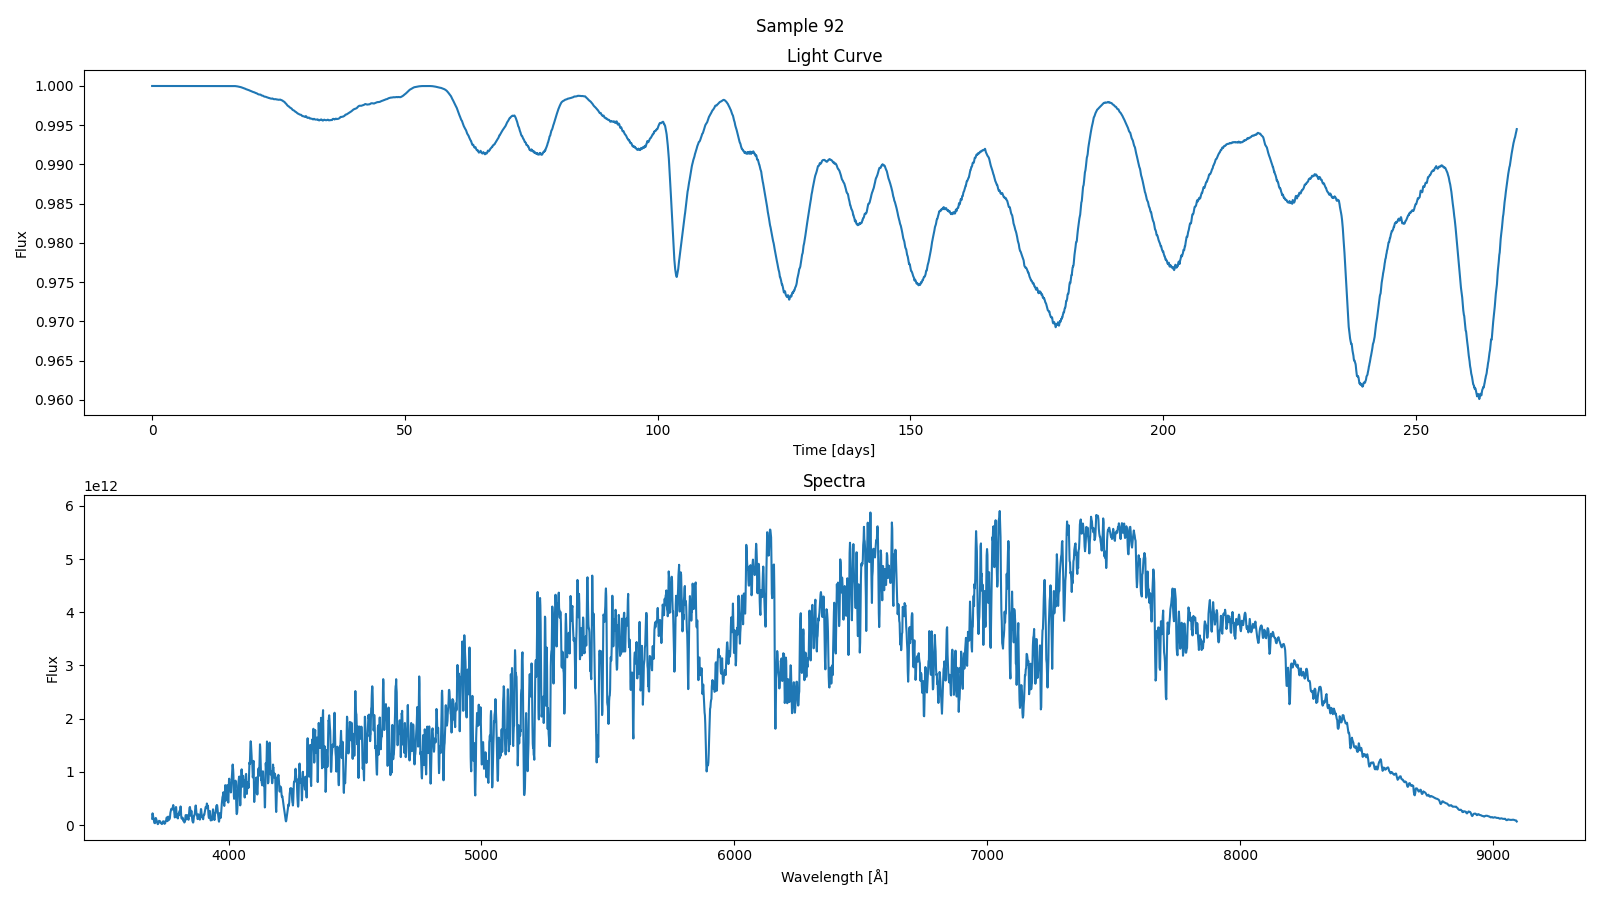 Sample 92
Light Curve
1.000
0.995
0.990
0.985
0.980
0.975
0.970
0.965
0.960
Flux
0 50 100 150 200 250
Time [days]
Spectra
1e12
6
5
4
3
2
1
0
Flux
4000 5000 6000 7000 8000 9000
Wavelength [Å]